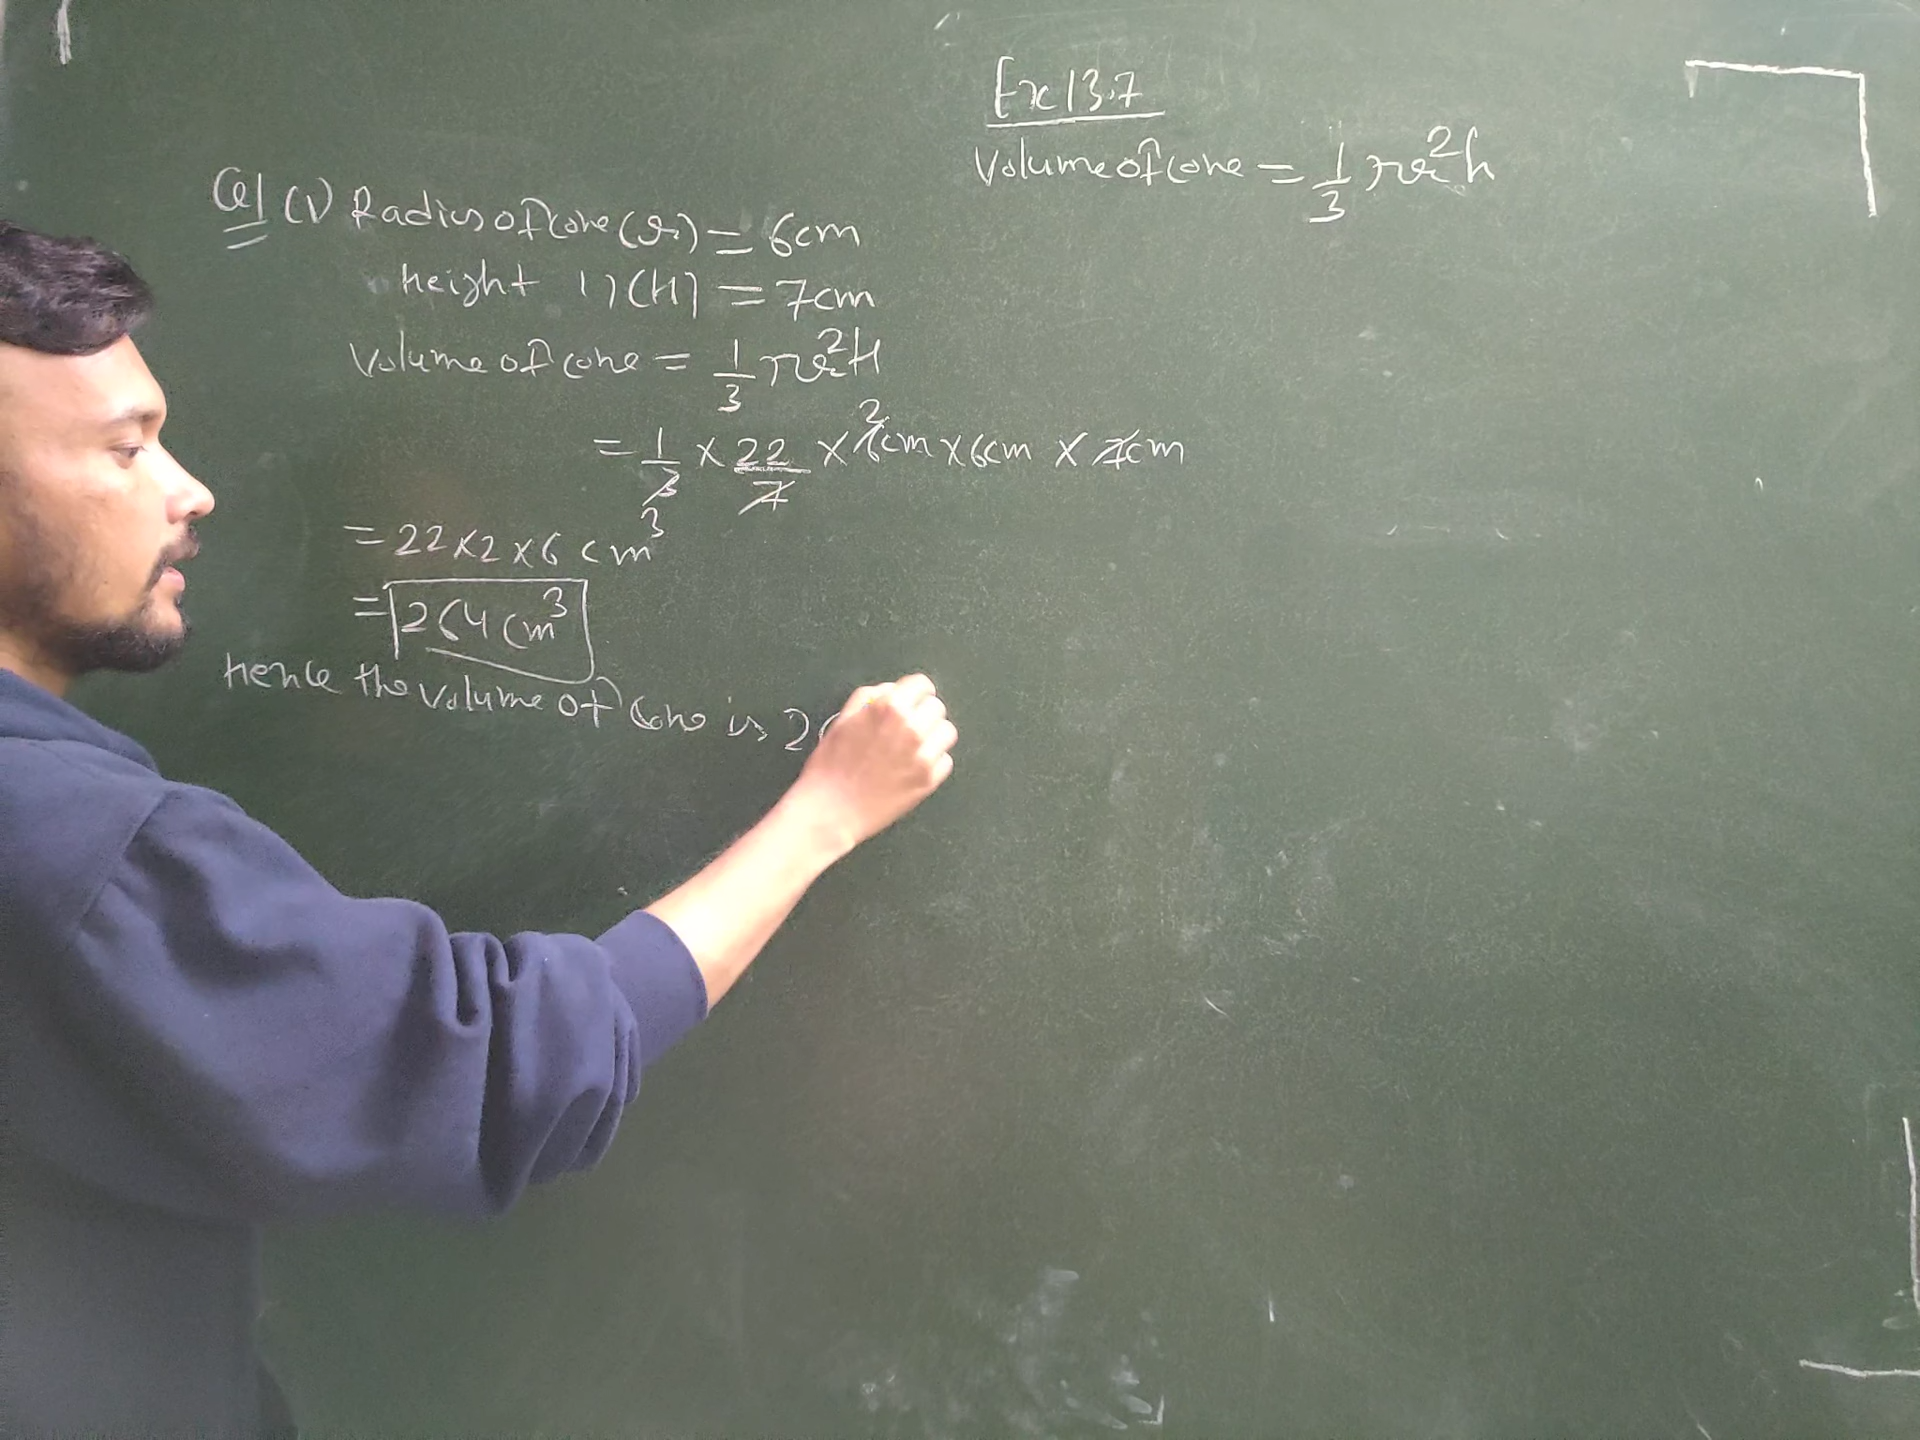 Ex 13.7
Volume of cone = 1/3 πr²h
Q1 (i) Radius of cone (r) = 6cm
height " (H) = 7cm
Volume of cone = 1/3 πr²H
= 1/3 × 22/7 × 6cm 2 × 6cm × 7cm
= 22×2×6 cm³
= 264 cm³
Hence the volume of cone is 26